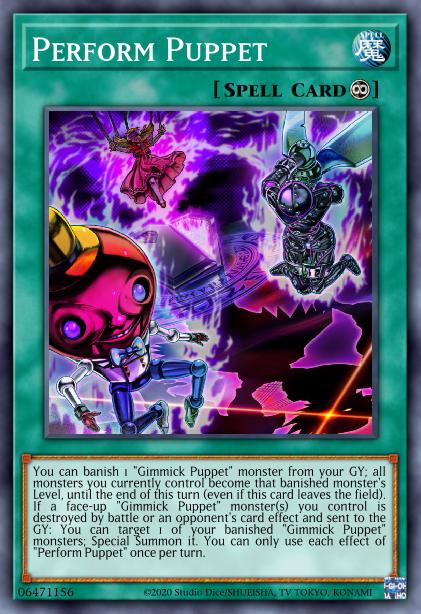 PERFORM PUPPET
SPELL
魔
[SPELL CARD]
You can banish 1 "Gimmick Puppet" monster from your GY; all
monsters you currently control become that banished monster's
Level, until the end of this turn (even if this card leaves the field).
If a face-up "Gimmick Puppet" monster(s) you control is
destroyed by battle or an opponent's card effect and sent to the
GY: You can target 1 of your banished "Gimmick Puppet"
monsters; Special Summon it. You can only use each effect of
"Perform Puppet" once per turn.
06471156 ©2020 Studio Dice/SHUEISHA, TV TOKYO, KONAMI